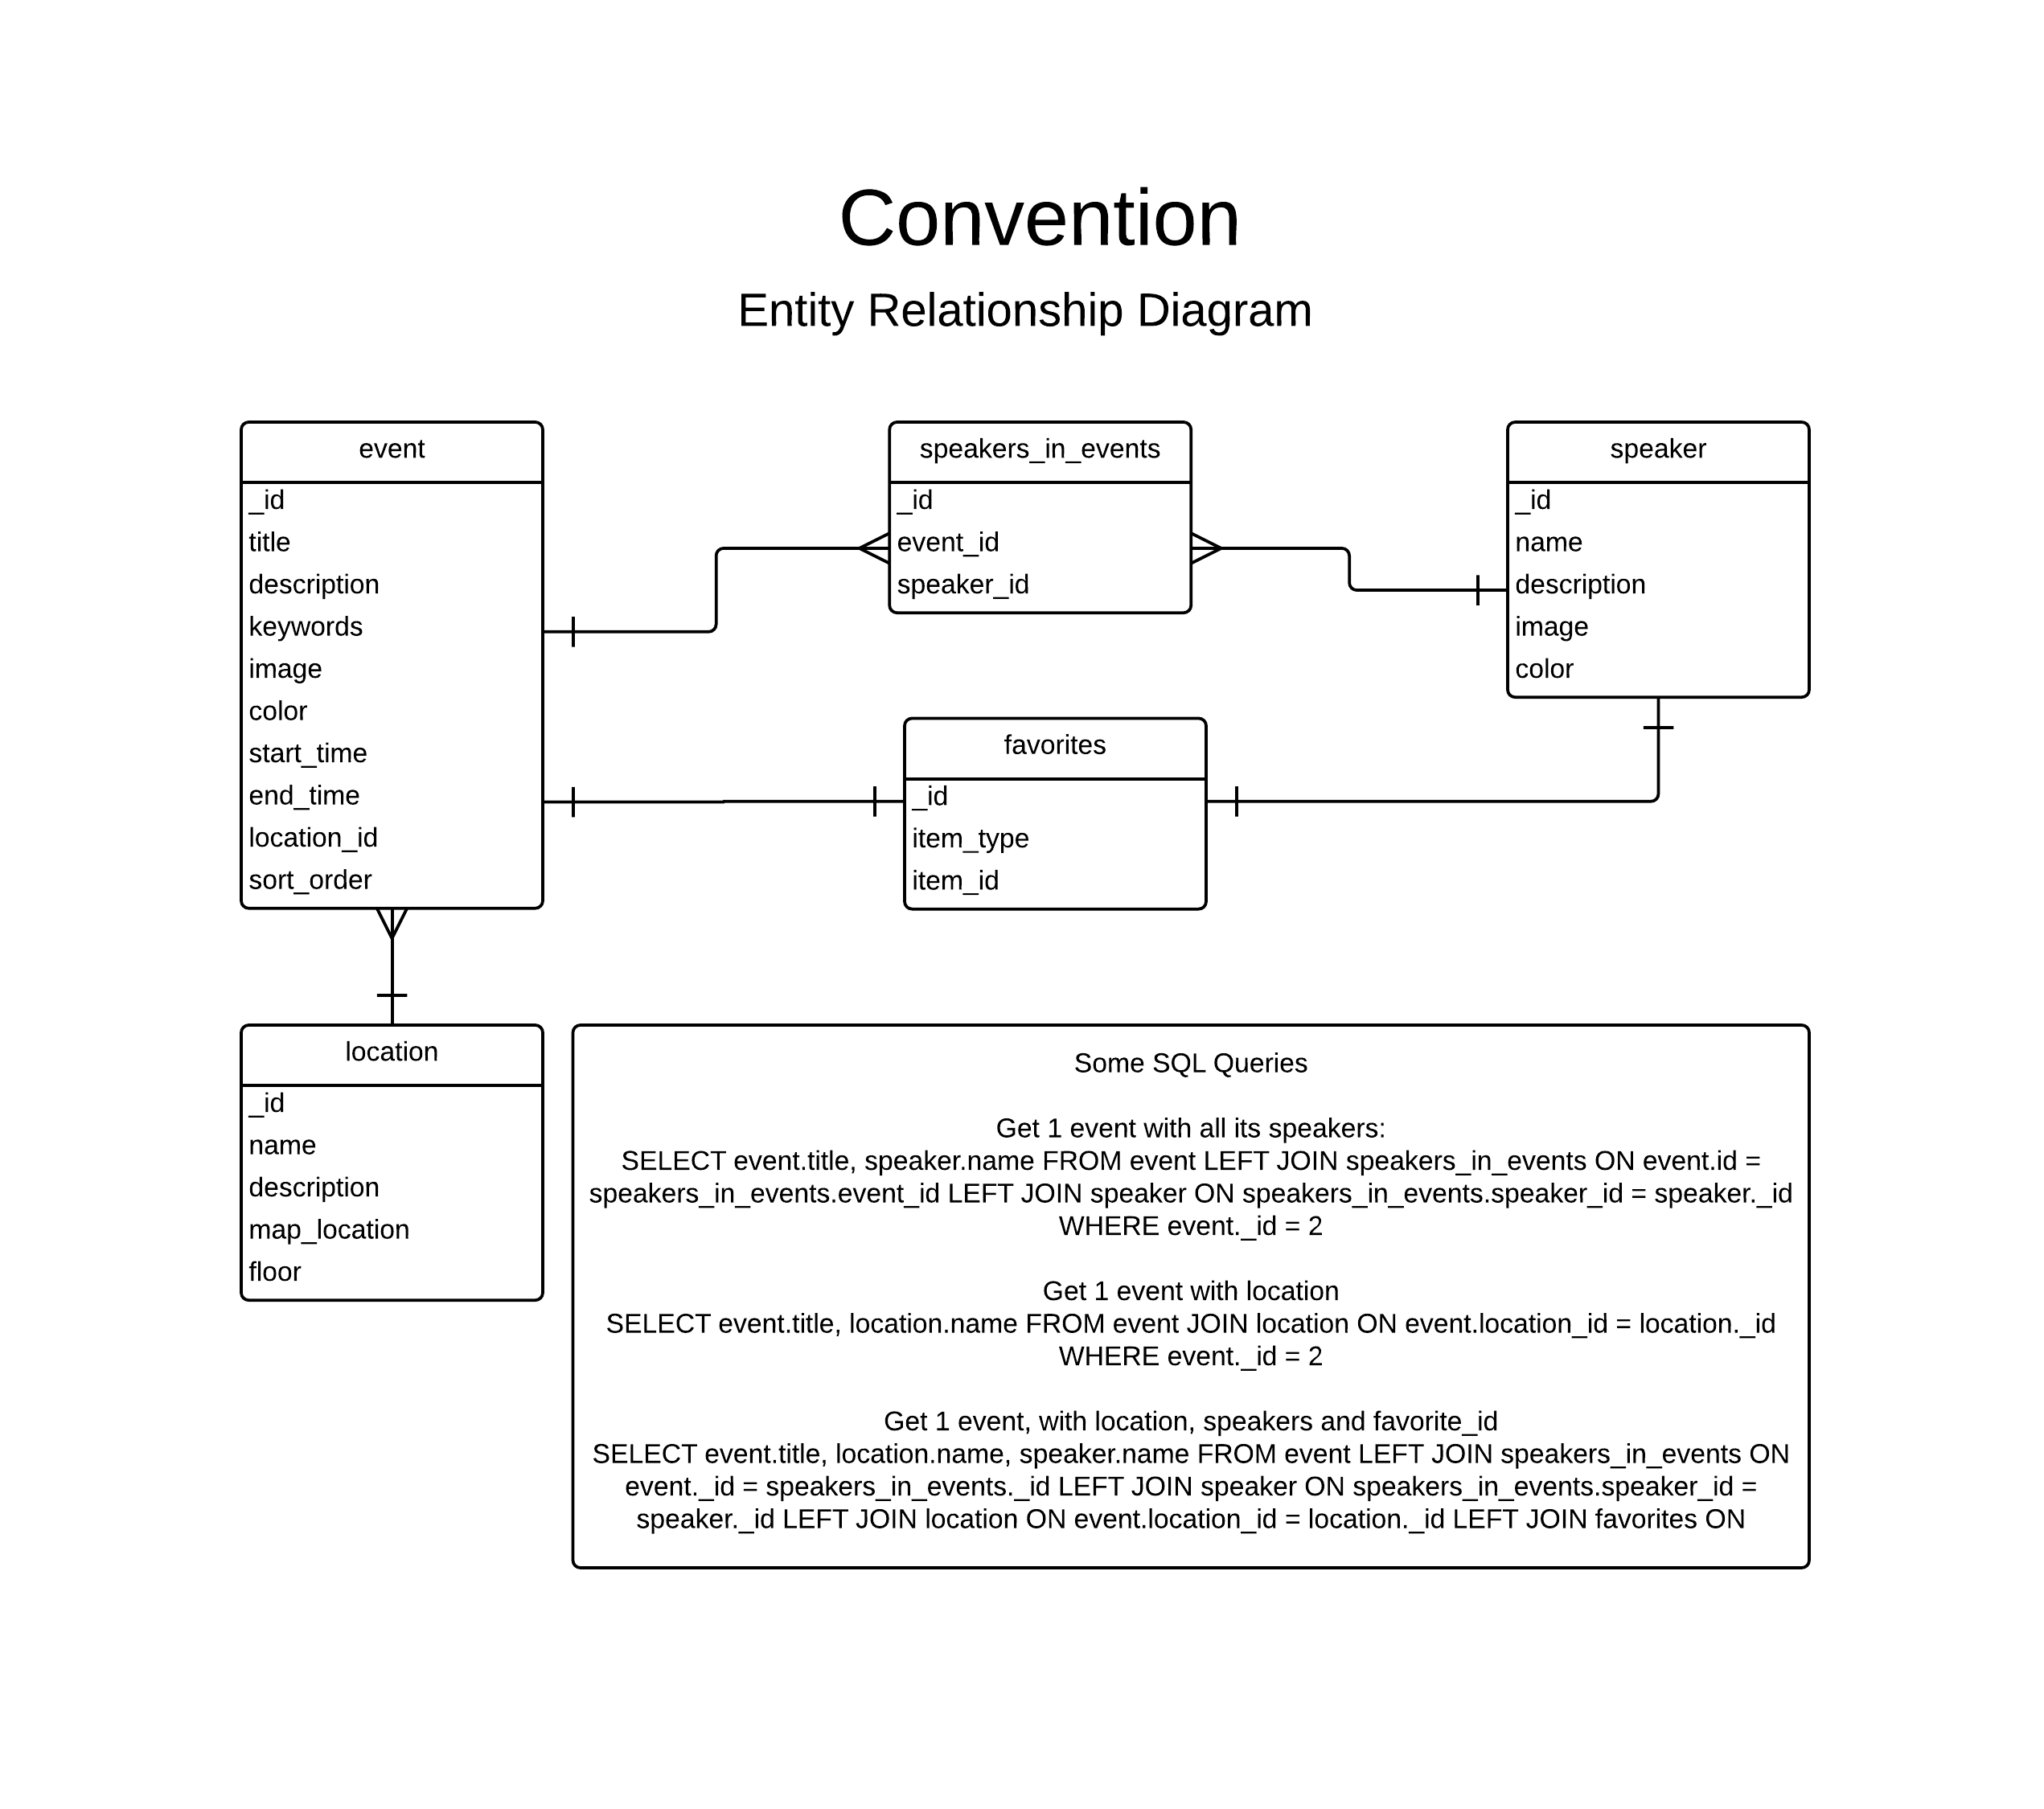 Convention
Entity Relationship Diagram
event
_id
title
description
keywords
image
color
start_time
end_time
location_id
sort_order
speakers_in_events
_id
event_id
speaker_id
speaker
_id
name
description
image
color
favorites
_id
item_type
item_id
location
_id
name
description
map_location
floor
Some SQL Queries
Get 1 event with all its speakers:
SELECT event.title, speaker.name FROM event LEFT JOIN speakers_in_events ON event.id =
speakers_in_events.event_id LEFT JOIN speaker ON speakers_in_events.speaker_id = speaker._id
WHERE event._id = 2
Get 1 event with location
SELECT event.title, location.name FROM event JOIN location ON event.location_id = location._id
WHERE event._id = 2
Get 1 event, with location, speakers and favorite_id
SELECT event.title, location.name, speaker.name FROM event LEFT JOIN speakers_in_events ON
event._id = speakers_in_events._id LEFT JOIN speaker ON speakers_in_events.speaker_id =
speaker._id LEFT JOIN location ON event.location_id = location._id LEFT JOIN favorites ON